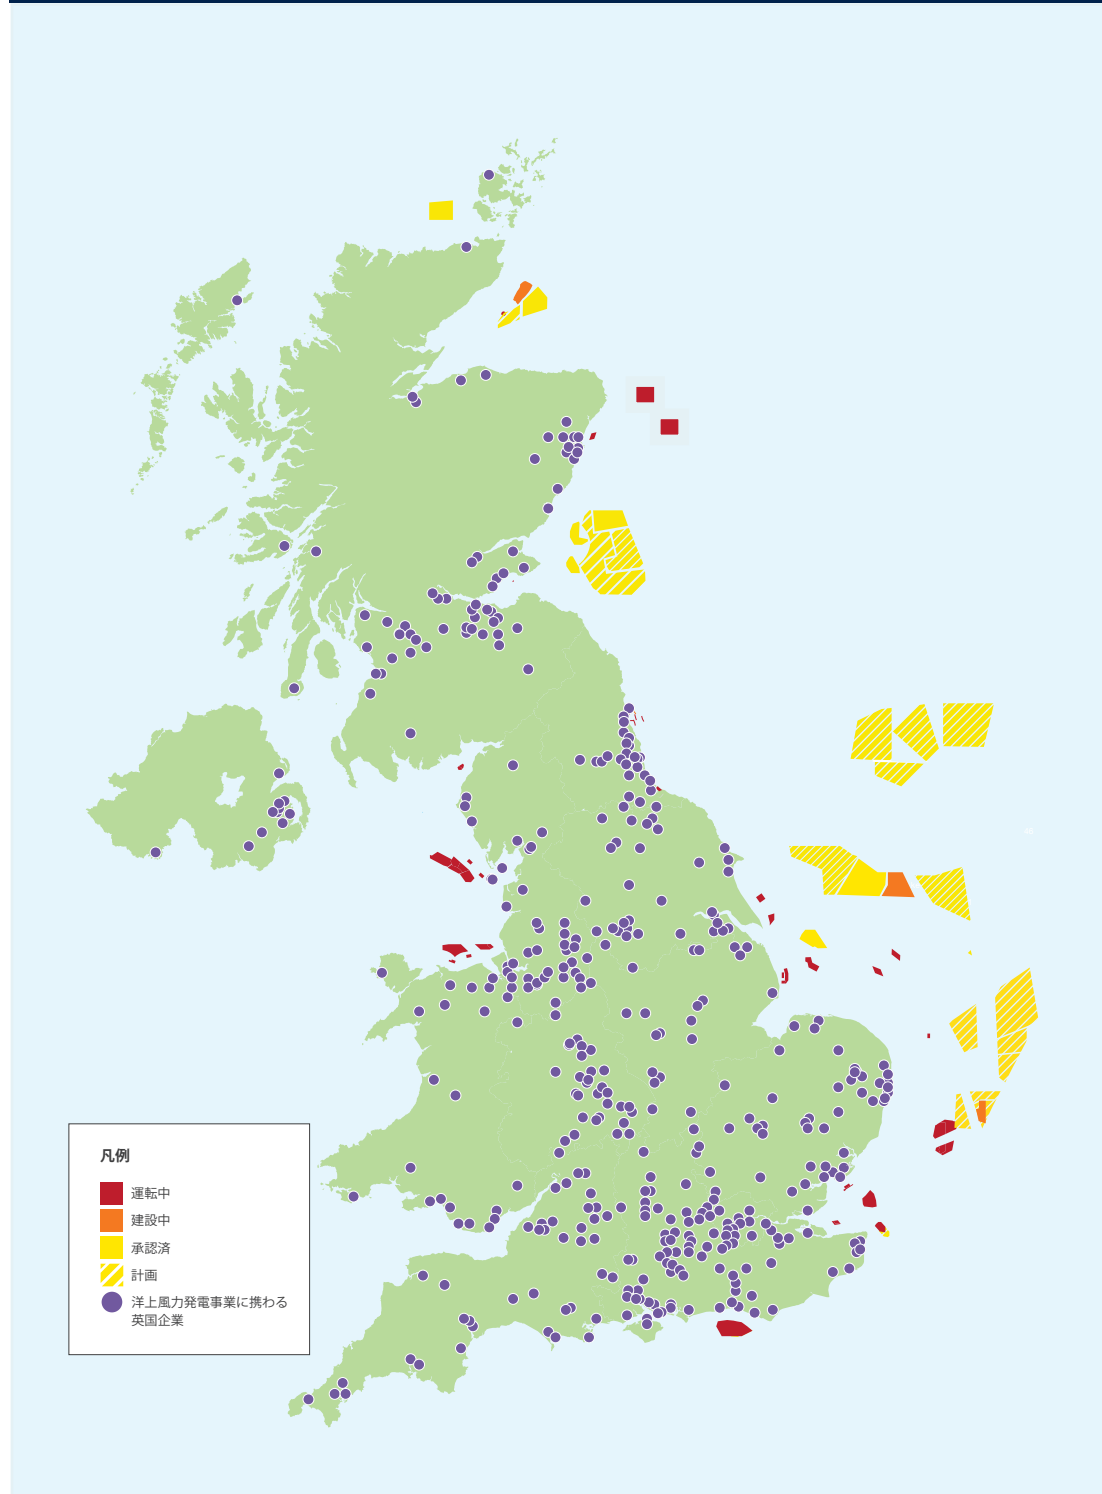 凡例
運転中
建設中
承認済
計画
洋上風力発電事業に携わる
英国企業